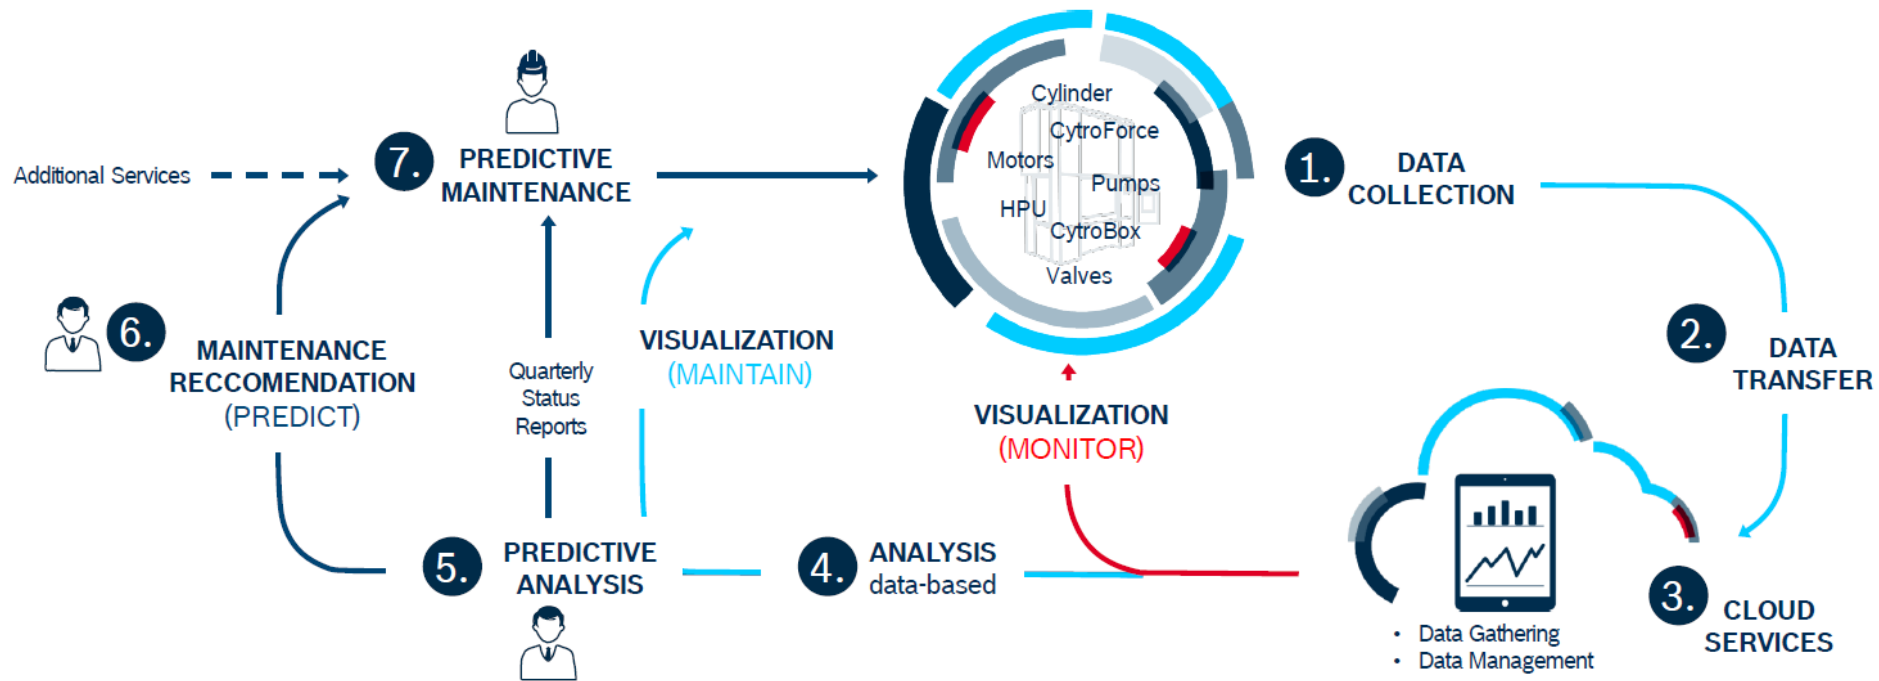 Cylinder
CytroForce
Motors
Pumps
HPU
CytroBox
Valves
1.
DATA
COLLECTION
2.
DATA
TRANSFER
3.
CLOUD
SERVICES
• Data Gathering
• Data Management
VISUALIZATION
(MONITOR)
4.
ANALYSIS
data-based
5.
PREDICTIVE
ANALYSIS
VISUALIZATION
(MAINTAIN)
Quarterly
Status
Reports
6.
MAINTENANCE
RECCOMENDATION
(PREDICT)
Additional Services
7.
PREDICTIVE
MAINTENANCE